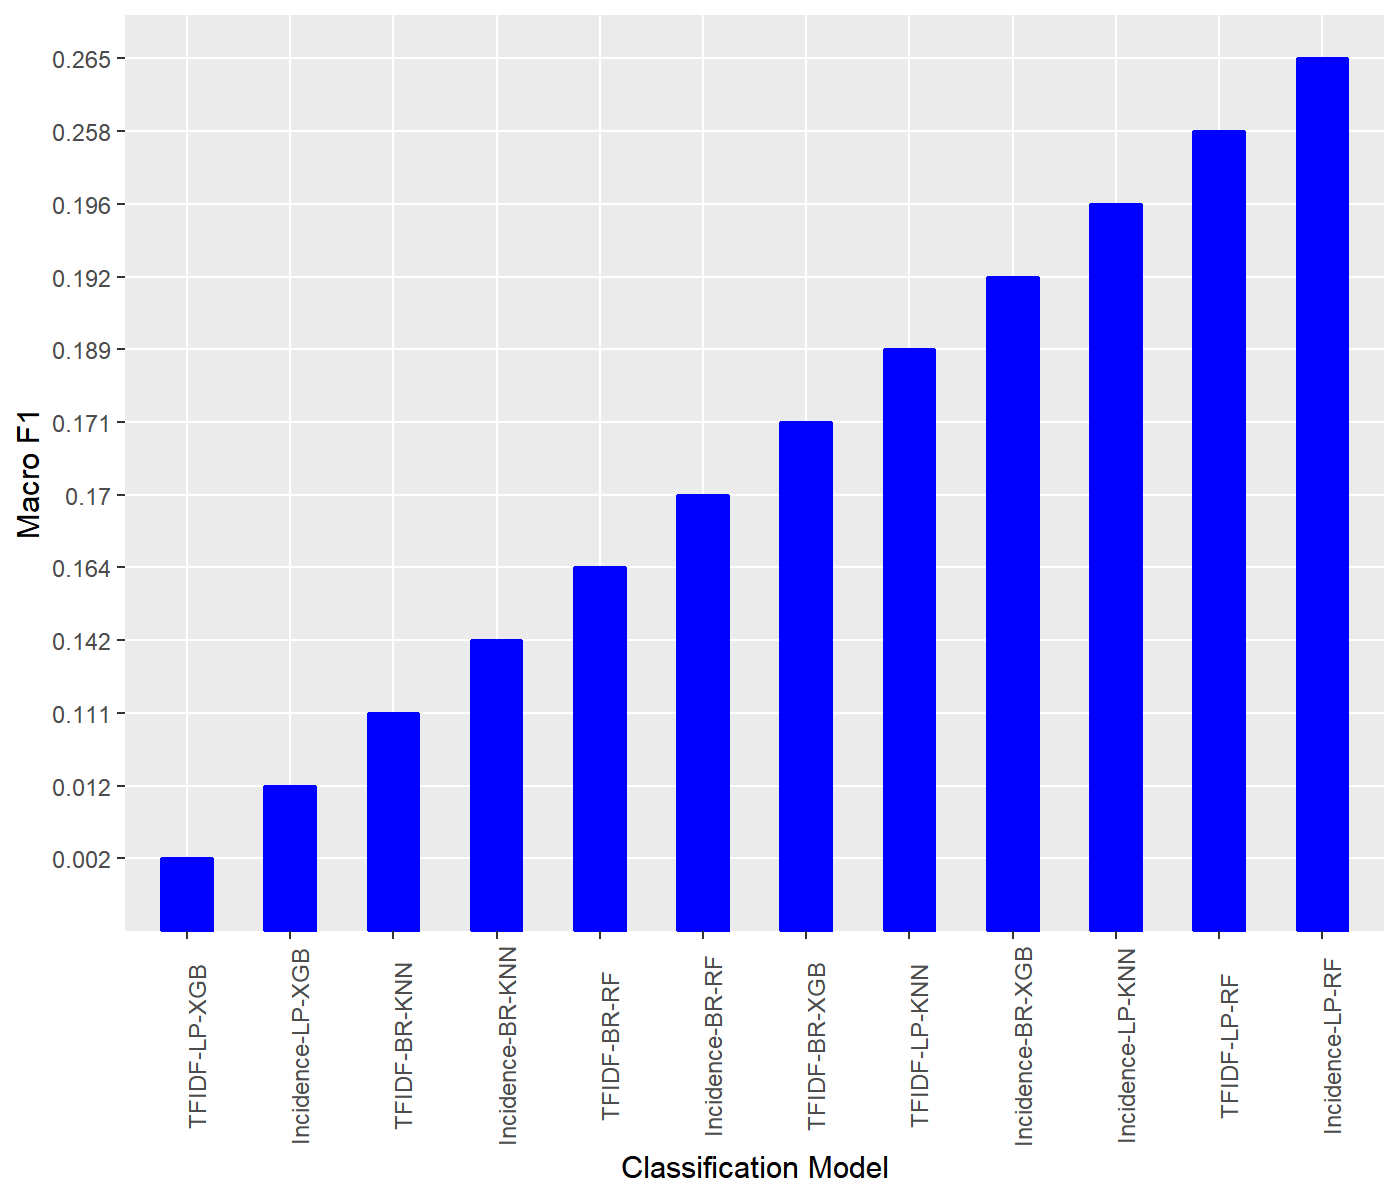 Macro F1
0.265
0.258
0.196
0.192
0.189
0.171
0.17
0.164
0.142
0.111
0.012
0.002
TFIDF-LP-XGB
Incidence-LP-XGB
TFIDF-BR-KNN
Incidence-BR-KNN
TFIDF-BR-RF
Incidence-BR-RF
TFIDF-BR-XGB
TFIDF-LP-KNN
Incidence-BR-XGB
Incidence-LP-KNN
TFIDF-LP-RF
Incidence-LP-RF
Classification Model